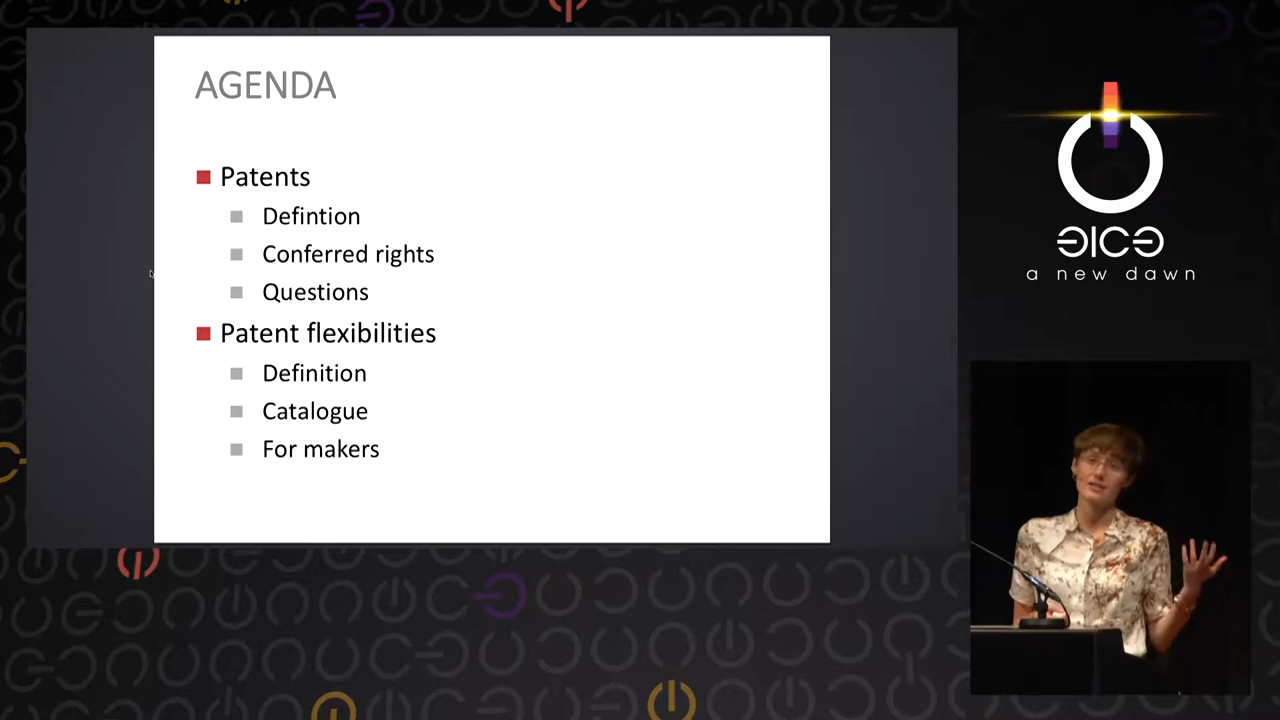 AGENDA
Patents
Defintion
Conferred rights
Questions
Patent flexibilities
Definition
Catalogue
For makers
a new dawn